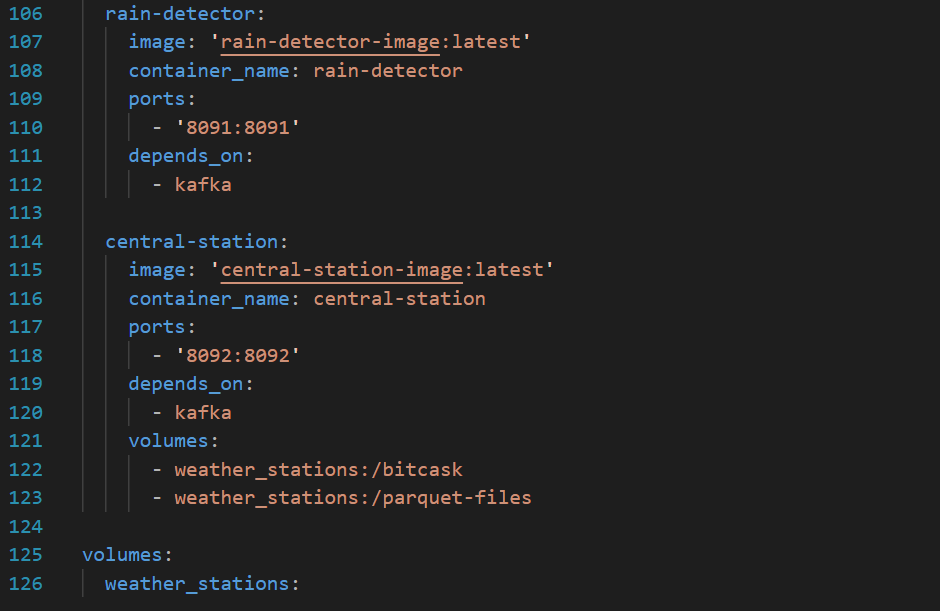 106 rain-detector:
107 image: 'rain-detector-image:latest'
108 container_name: rain-detector
109 ports:
110 - '8091:8091'
111 depends_on:
112 - kafka
113
114 central-station:
115 image: 'central-station-image:latest'
116 container_name: central-station
117 ports:
118 - '8092:8092'
119 depends_on:
120 - kafka
121 volumes:
122 - weather_stations:/bitcask
123 - weather_stations:/parquet-files
124
125 volumes:
126 weather_stations: